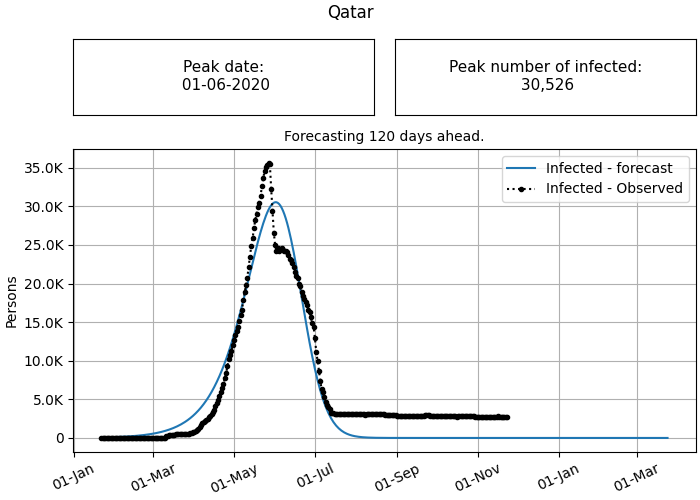 Qatar
Peak date:
01-06-2020
Peak number of infected:
30,526
Forecasting 120 days ahead.
Infected - forecast
Infected - Observed
35.0K
30.0K
25.0K
20.0K
15.0K
10.0K
5.0K
0
Persons
01-Jan
01-Mar
01-May
01-Jul
01-Sep
01-Nov
01-Jan
01-Mar